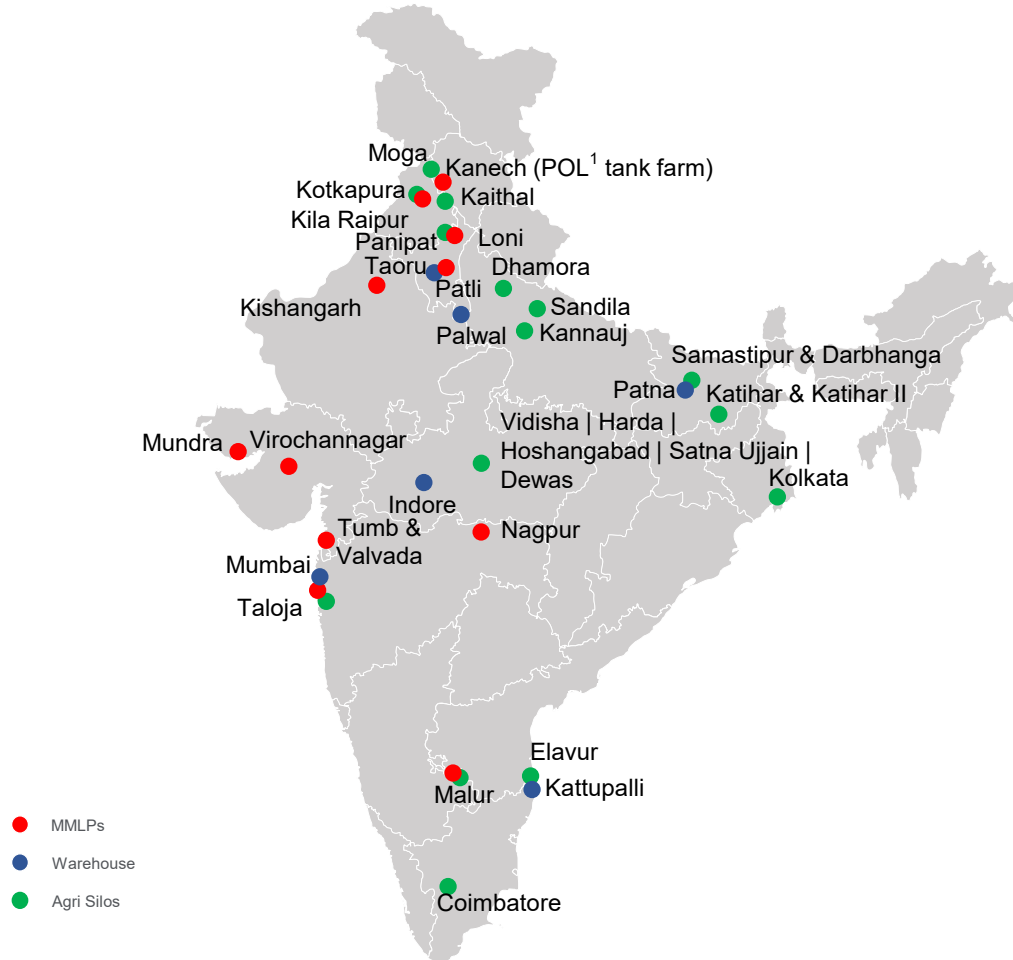 Moga
Kanech (POL¹ tank farm)
Kotkapura
Kaithal
Kila Raipur
Panipat
Loni
Taoru
Dhamora
Patli
Kishangarh
Sandila
Palwal
Kannauj
Samastipur & Darbhanga
Patna
Katihar & Katihar II
Vidisha | Harda |
Hoshangabad | Satna Ujjain |
Dewas
Mundra
Virochannagar
Kolkata
Indore
Tumb &
Valvada
Nagpur
Mumbai
Taloja
Elavur
Malur
Kattupalli
MMLPs
Warehouse
Agri Silos
Coimbatore